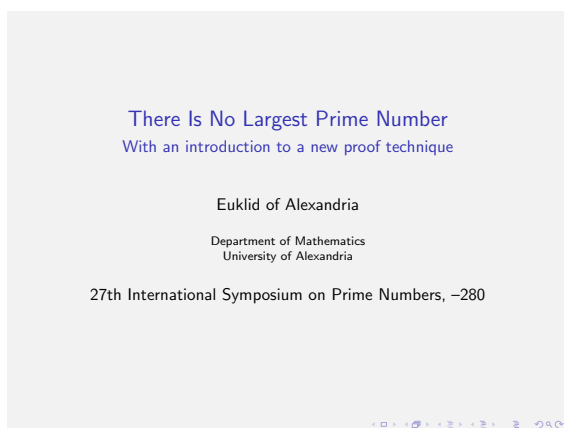 There Is No Largest Prime Number
With an introduction to a new proof technique
Euklid of Alexandria
Department of Mathematics
University of Alexandria
27th International Symposium on Prime Numbers, –280